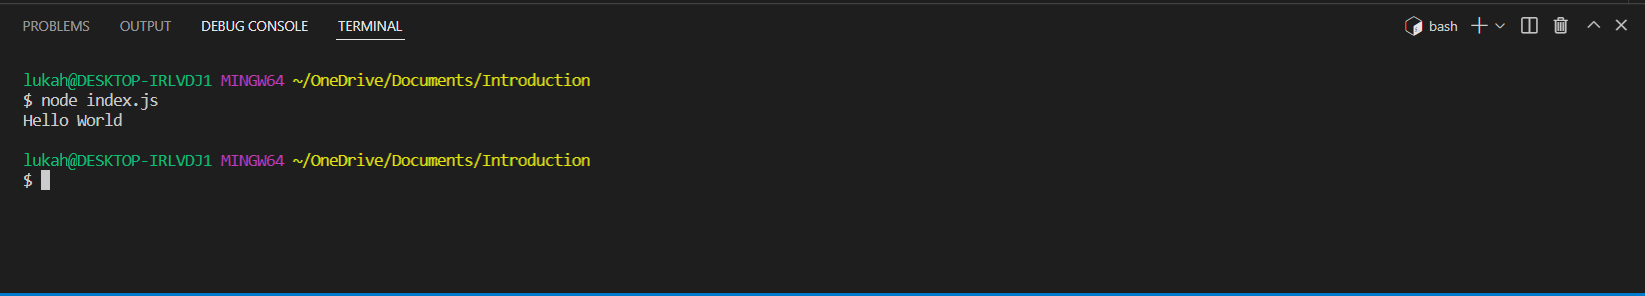 PROBLEMS OUTPUT DEBUG CONSOLE TERMINAL bash
lukah@DESKTOP-IRLVDJ1 MINGW64 ~/OneDrive/Documents/Introduction
$ node index.js
Hello World
lukah@DESKTOP-IRLVDJ1 MINGW64 ~/OneDrive/Documents/Introduction
$